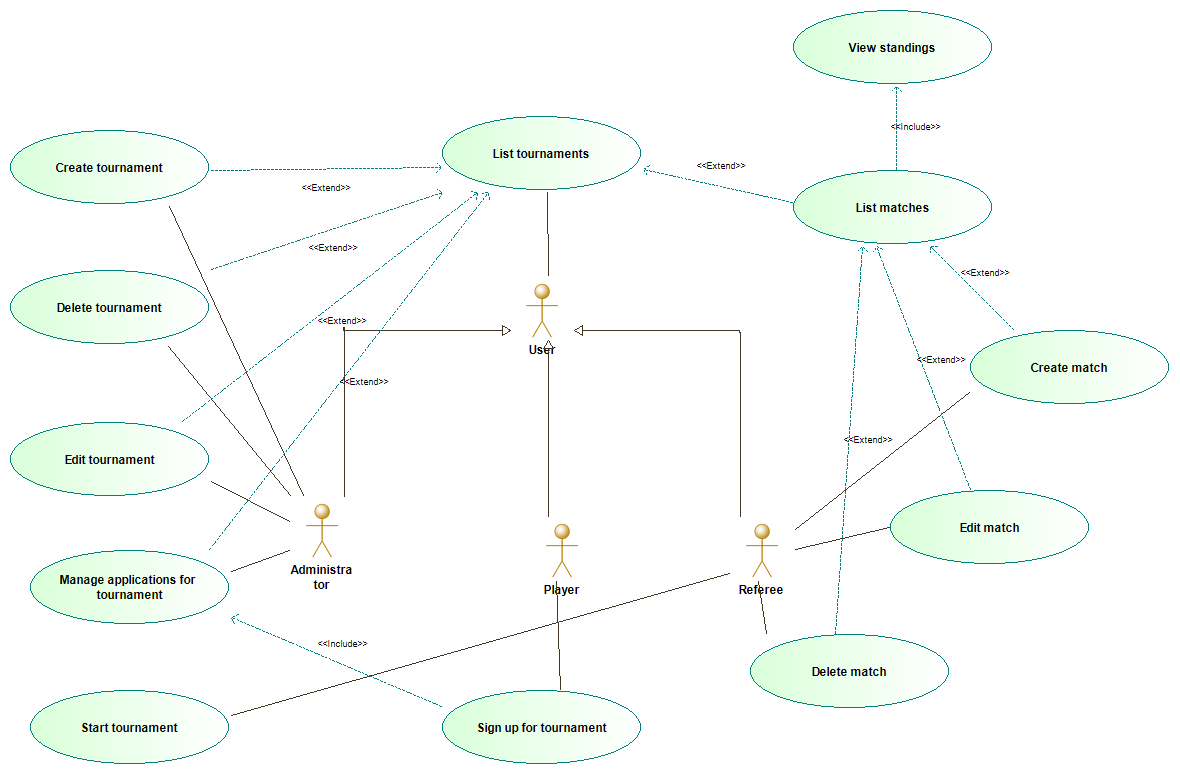 View standings
<<Include>>
Create tournament
List tournaments
<<Extend>>
<<Extend>>
List matches
<<Extend>>
<<Extend>>
Delete tournament
<<Extend>>
User
<<Extend>>
Create match
<<Extend>>
<<Extend>>
Edit tournament
Edit match
Administra
tor
Manage applications for
tournament
Player
Referee
<<Include>>
Delete match
Start tournament
Sign up for tournament